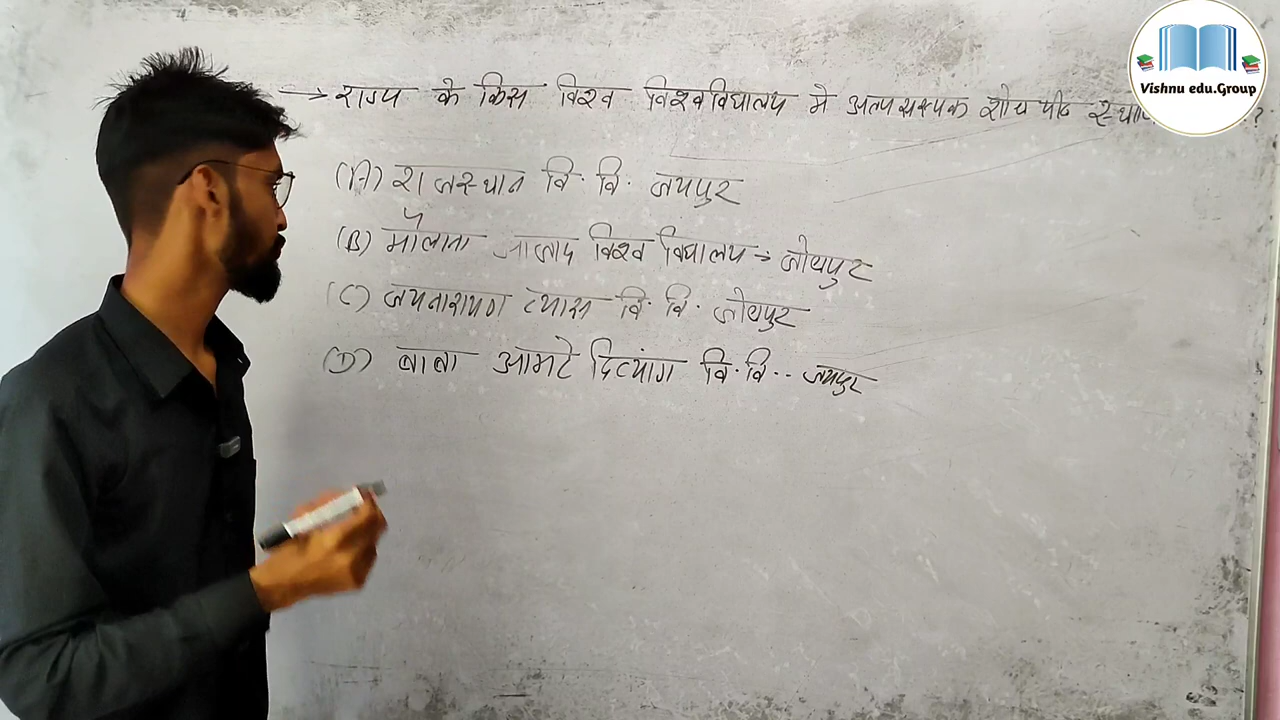 → राज्य के किस विश्व विश्वविद्यालय मे अल्पसंख्यक शोध पीठ ?
(A) राजस्थान वि. वि. जयपुर
(B) मौलाना आजाद विश्व विद्यालय → जोधपुर
(C) जयनारायण व्यास वि. वि. जोधपुर
(D) बाबा आमटे दिव्यांग वि. वि.. जयपुर
Vishnu edu.Group